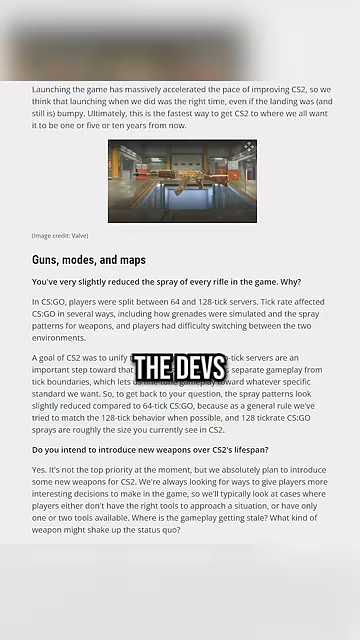 Launching the game has massively accelerated the pace of improving CS2, so we
think that launching when we did was the right time, even if the landing was (and
still is) bumpy. Ultimately, this is the fastest way to get CS2 to where we all want
it to be one or five or ten years from now.
(Image credit: Valve)
Guns, modes, and maps
You've very slightly reduced the spray of every rifle in the game. Why?
In CS:GO, players were split between 64 and 128-tick servers. Tick rate affected
CS:GO in several ways, including how grenades were simulated and the spray
patterns for weapons, and players had difficulty switching between the two
environments.
A goal of CS2 was to unify -tick servers are an
important step toward that separate gameplay from
THE DEVS
tick boundaries, which lets us fine-tune gameplay toward whatever specific
standard we want. So, to get back to your question, the spray patterns look
slightly reduced compared to 64-tick CS:GO, because as a general rule we've
tried to match the 128-tick behavior when possible, and 128 tickrate CS:GO
sprays are roughly the size you currently see in CS2.
Do you intend to introduce new weapons over CS2's lifespan?
Yes. It's not the top priority at the moment, but we absolutely plan to introduce
some new weapons for CS2. We're always looking for ways to give players more
interesting decisions to make in the game, so we'll typically look at cases where
players either don't have the right tools to approach a situation, or have only
one or two tools available. Where is the gameplay getting stale? What kind of
weapon might shake up the status quo?